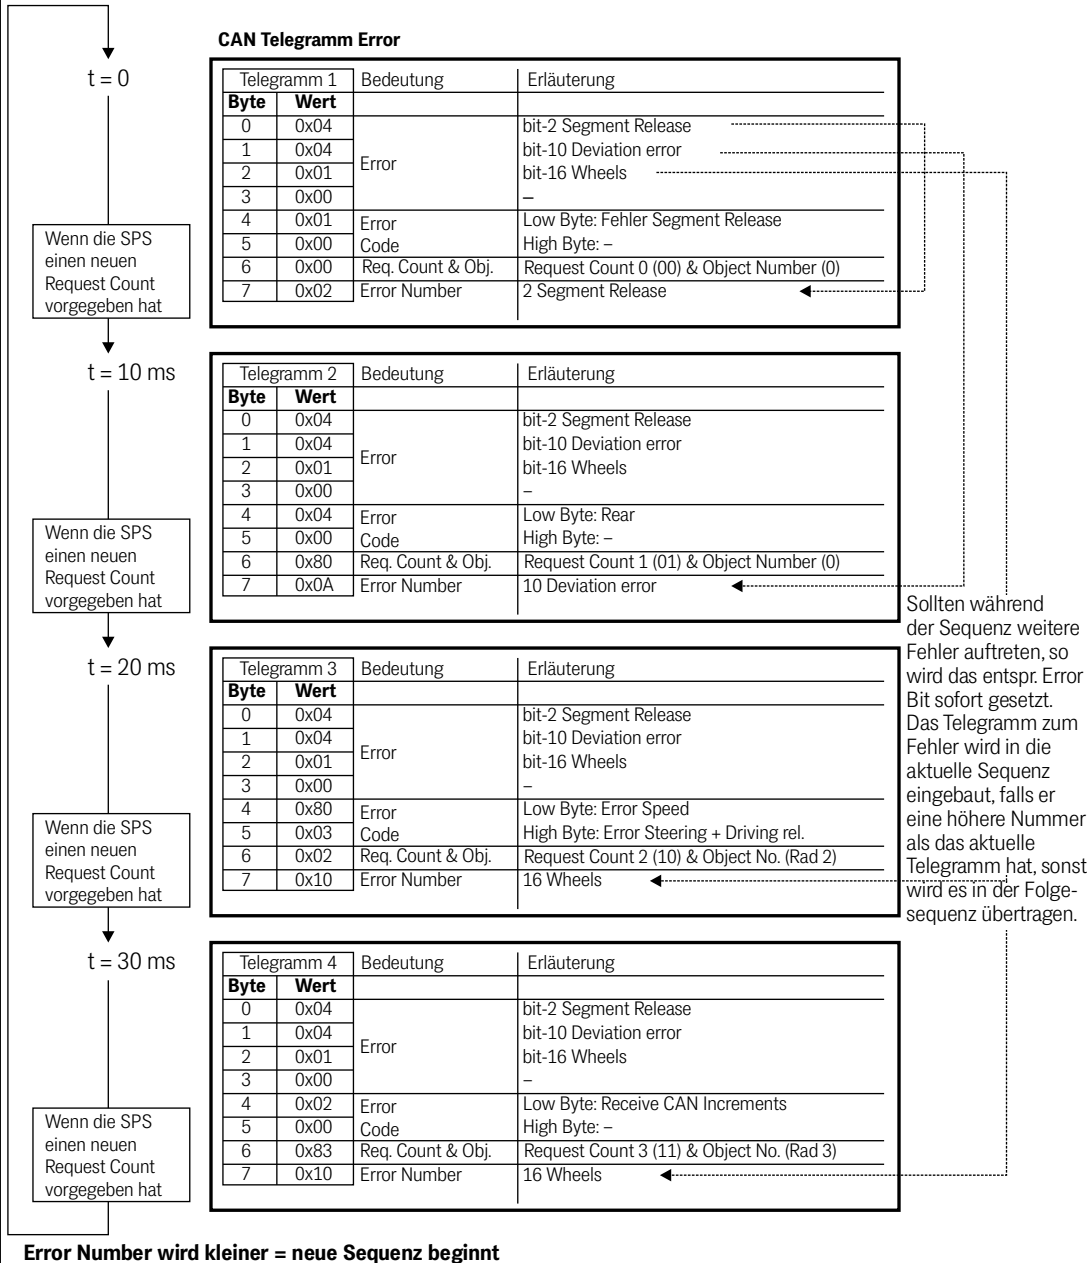 CAN Telegramm Error
t = 0
Telegramm 1 Bedeutung Erläuterung
Byte Wert
0 0x04 bit-2 Segment Release
1 0x04 bit-10 Deviation error
Error
2 0x01 bit-16 Wheels
3 0x00 –
4 0x01 Error Low Byte: Fehler Segment Release
5 0x00 Code High Byte: –
6 0x00 Req. Count & Obj. Request Count 0 (00) & Object Number (0)
7 0x02 Error Number 2 Segment Release
Wenn die SPS
einen neuen
Request Count
vorgegeben hat
t = 10 ms
Telegramm 2 Bedeutung Erläuterung
Byte Wert
0 0x04 bit-2 Segment Release
1 0x04 bit-10 Deviation error
Error
2 0x01 bit-16 Wheels
3 0x00 –
4 0x04 Error Low Byte: Rear
5 0x00 Code High Byte: –
6 0x80 Req. Count & Obj. Request Count 1 (01) & Object Number (0)
7 0x0A Error Number 10 Deviation error
Wenn die SPS
einen neuen
Request Count
vorgegeben hat
t = 20 ms
Telegramm 3 Bedeutung Erläuterung
Byte Wert
0 0x04 bit-2 Segment Release
1 0x04 bit-10 Deviation error
Error
2 0x01 bit-16 Wheels
3 0x00 –
4 0x80 Error Low Byte: Error Speed
5 0x03 Code High Byte: Error Steering + Driving rel.
6 0x02 Req. Count & Obj. Request Count 2 (10) & Object No. (Rad 2)
7 0x10 Error Number 16 Wheels
Wenn die SPS
einen neuen
Request Count
vorgegeben hat
Sollten während
der Sequenz weitere
Fehler auftreten, so
wird das entspr. Error
Bit sofort gesetzt.
Das Telegramm zum
Fehler wird in die
aktuelle Sequenz
eingebaut, falls er
eine höhere Nummer
als das aktuelle
Telegramm hat, sonst
wird es in der Folge-
sequenz übertragen.
t = 30 ms
Telegramm 4 Bedeutung Erläuterung
Byte Wert
0 0x04 bit-2 Segment Release
1 0x04 bit-10 Deviation error
Error
2 0x01 bit-16 Wheels
3 0x00 –
4 0x02 Error Low Byte: Receive CAN Increments
5 0x00 Code High Byte: –
6 0x83 Req. Count & Obj. Request Count 3 (11) & Object No. (Rad 3)
7 0x10 Error Number 16 Wheels
Wenn die SPS
einen neuen
Request Count
vorgegeben hat
Error Number wird kleiner = neue Sequenz beginnt